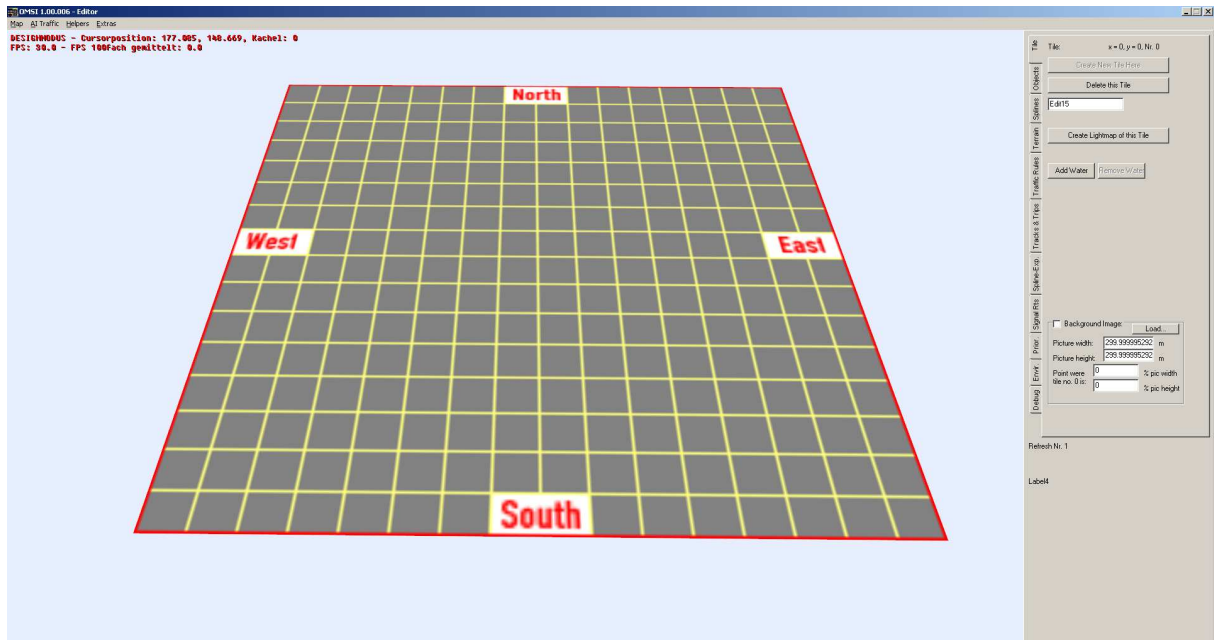 OMSI 1.00.006 - Editor
Map AI Traffic Helpers Extras
DESIGNMODUS - Cursorposition: 177.085, 148.669, Kachel: 0
FPS: 30.0 - FPS 100Fach gemittelt: 0.0
North
West
East
South
Tile
Objects
Splines
Terrain
Traffic Rules
Tracks & Trips
Spline-Exp.
Signal Rts
Prior.
Envir.
Debug
Tile: x = 0, y = 0, Nr. 0
Create New Tile Here
Delete this Tile
Edit15
Create Lightmap of this Tile
Add Water Remove Water
Background Image: Load...
Picture width: 299.999995292 m
Picture height: 299.999995292 m
Point were
tile no. 0 is:
0 % pic width
0 % pic height
Refresh Nr. 1
Label4